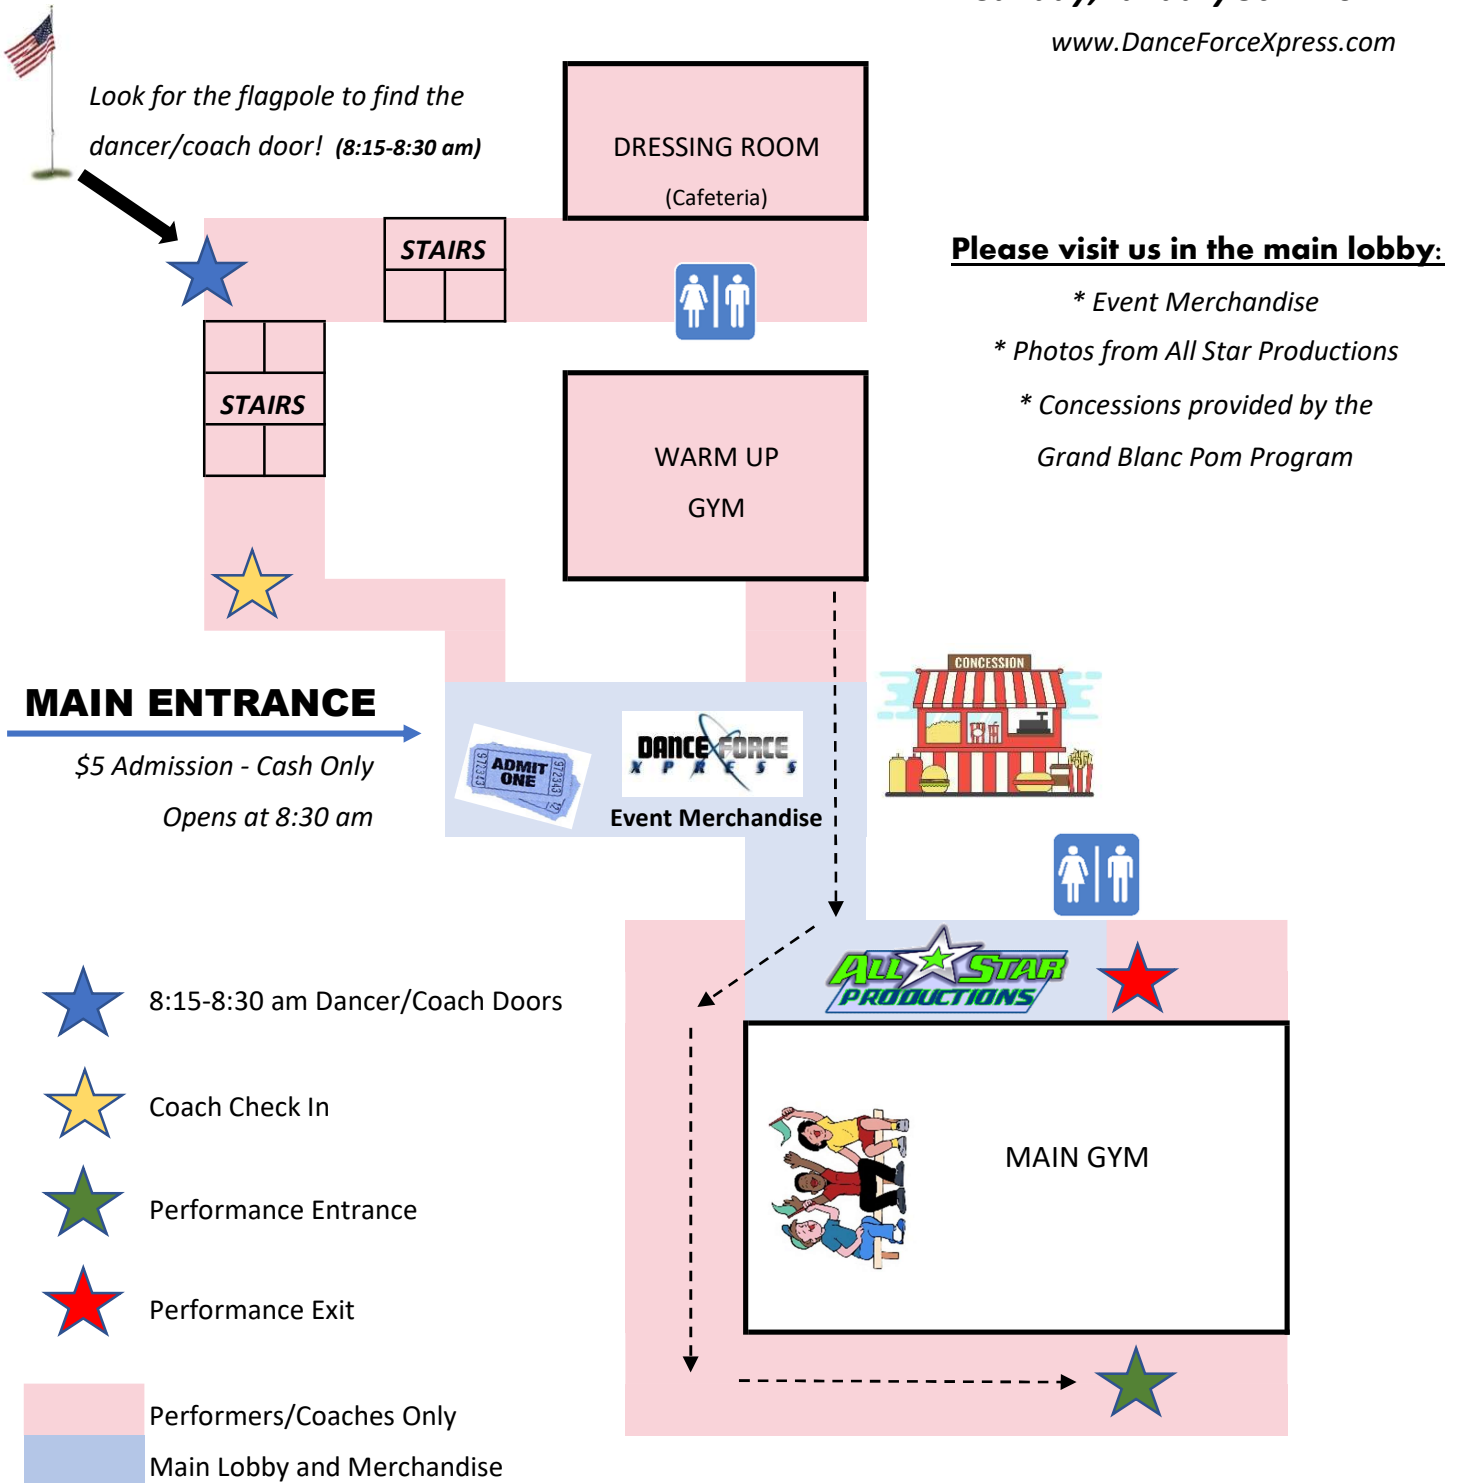 www.DanceForceXpress.com
Look for the flagpole to find the
dancer/coach door! (8:15-8:30 am)
DRESSING ROOM
(Cafeteria)
STAIRS
Please visit us in the main lobby:
* Event Merchandise
* Photos from All Star Productions
* Concessions provided by the
Grand Blanc Pom Program
STAIRS
WARM UP
GYM
CONCESSION
MAIN ENTRANCE
$5 Admission - Cash Only
Opens at 8:30 am
972343 ADMIT ONE 972343
DANCE FORCE
XPRESS
Event Merchandise
ALL STAR
PRODUCTIONS
MAIN GYM
8:15-8:30 am Dancer/Coach Doors
Coach Check In
Performance Entrance
Performance Exit
Performers/Coaches Only
Main Lobby and Merchandise